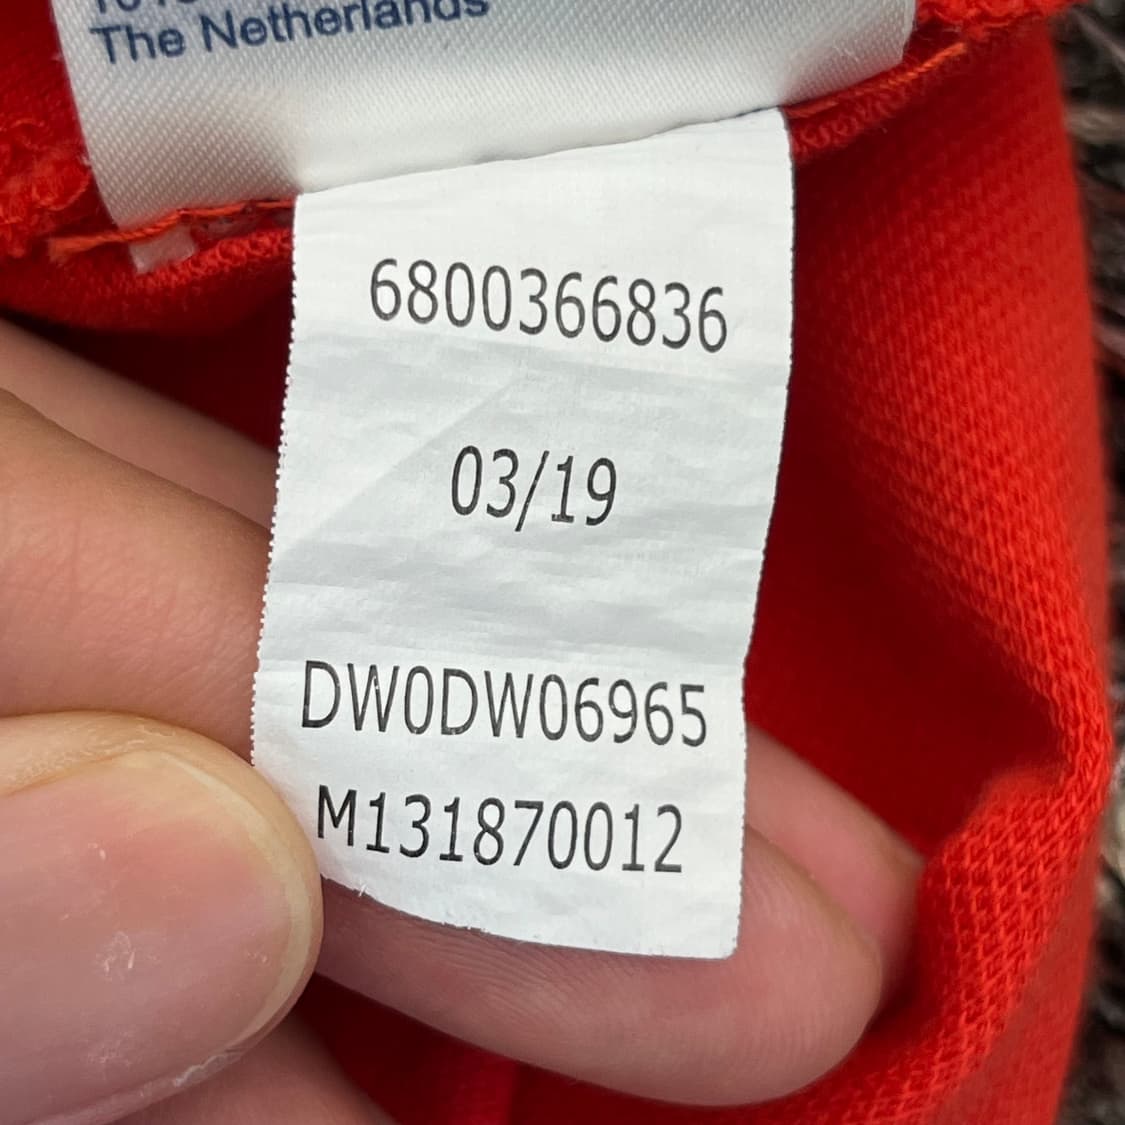 The Netherlands
6800366836
03/19
DW0DW06965
M131870012